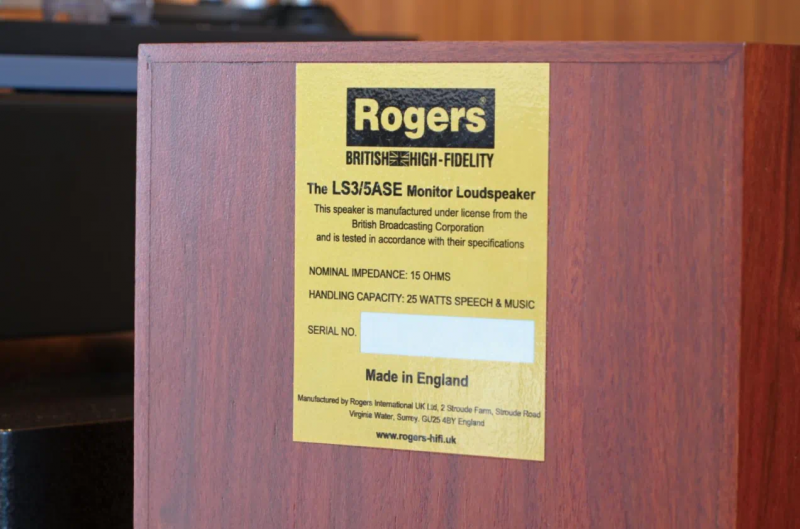 Rogers
BRITISH HIGH-FIDELITY
The LS3/5ASE Monitor Loudspeaker
This speaker is manufactured under license from the
British Broadcasting Corporation
and is tested in accordance with their specifications
NOMINAL IMPEDANCE: 15 OHMS
HANDLING CAPACITY: 25 WATTS SPEECH & MUSIC
SERIAL NO.
Made in England
Manufactured by Rogers International UK Ltd, 2 Stroude Farm, Stroude Road
Virginia Water, Surrey, GU25 4BY England
www.rogers-hifi.uk